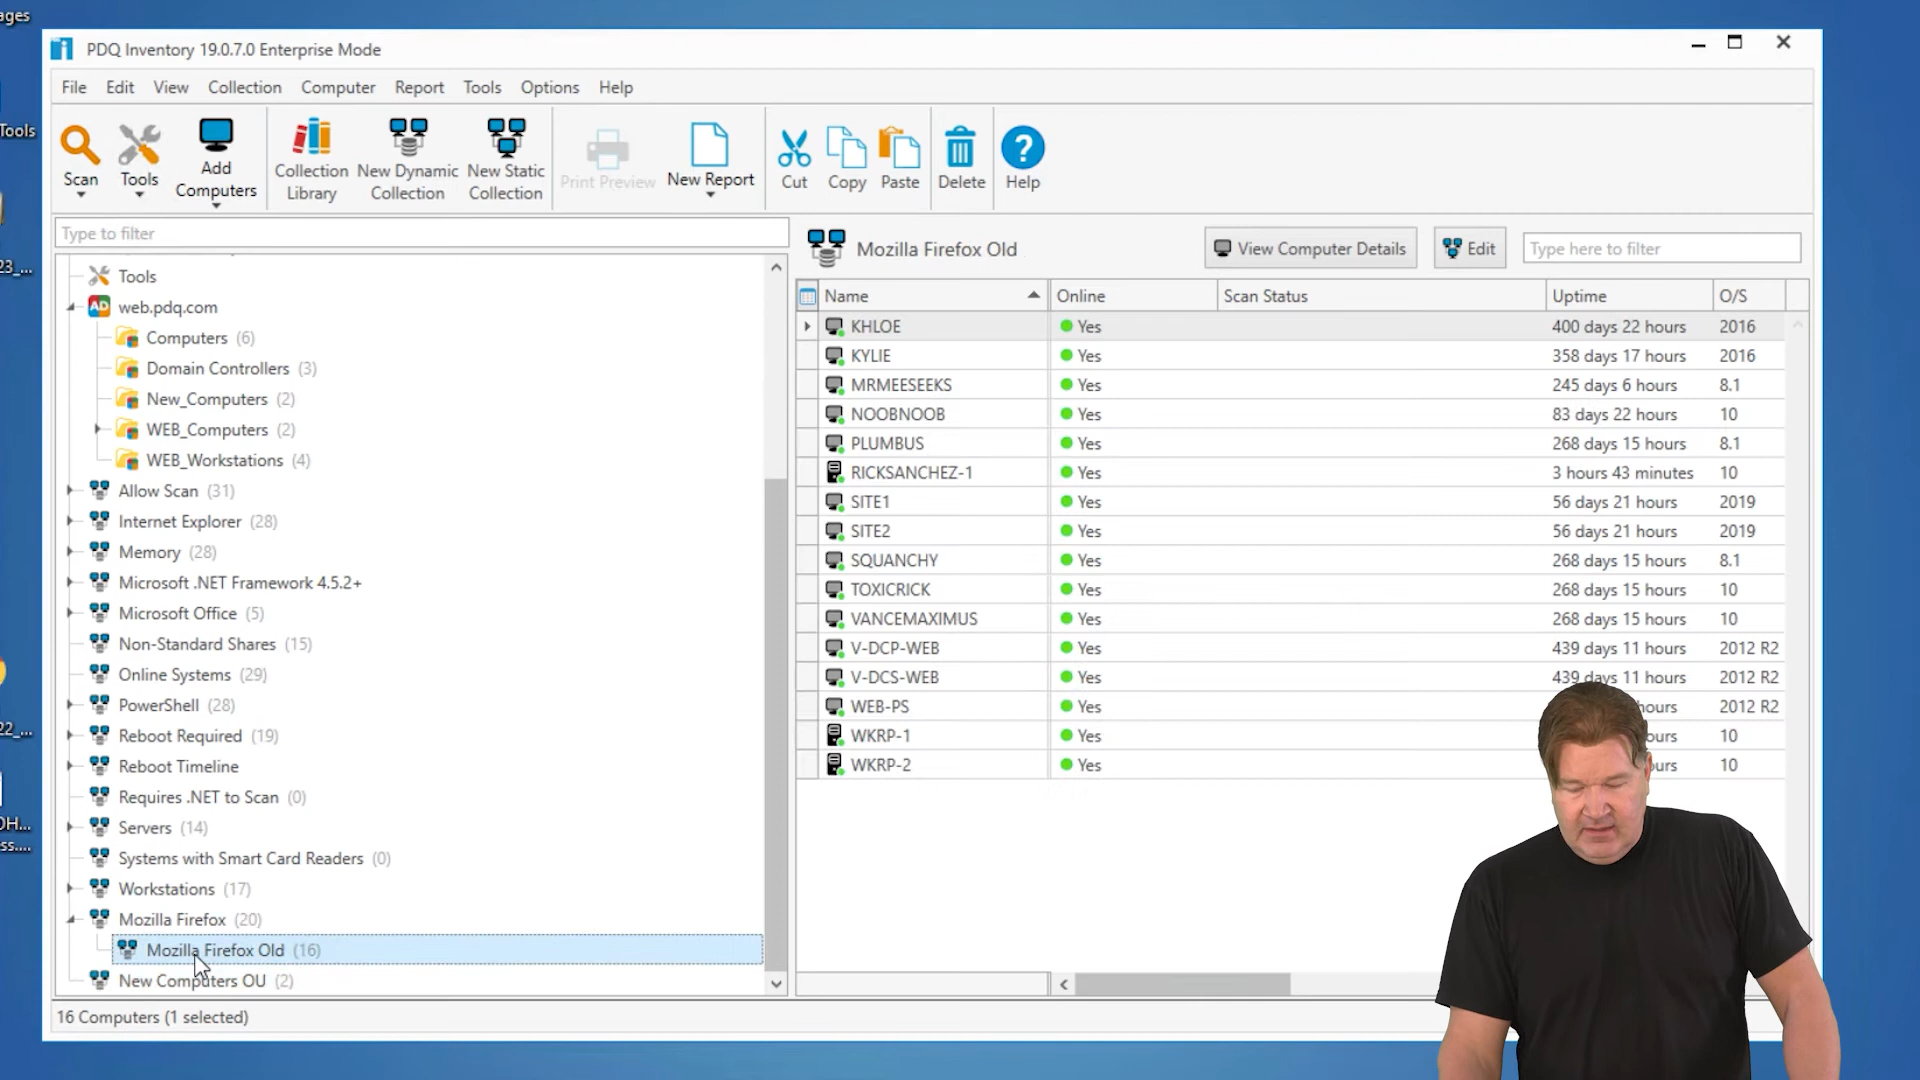 ages
Tools
23_...
22_...
OH...
ss....
PDQ Inventory 19.0.7.0 Enterprise Mode
File Edit View Collection Computer Report Tools Options Help
Scan
Tools
Add
Computers
Collection
Library
New Dynamic
Collection
New Static
Collection
Print Preview
New Report
Cut
Copy
Paste
Delete
Help
Type to filter
Tools
web.pdq.com
Computers (6)
Domain Controllers (3)
New_Computers (2)
WEB_Computers (2)
WEB_Workstations (4)
Allow Scan (31)
Internet Explorer (28)
Memory (28)
Microsoft .NET Framework 4.5.2+
Microsoft Office (5)
Non-Standard Shares (15)
Online Systems (29)
PowerShell (28)
Reboot Required (19)
Reboot Timeline
Requires .NET to Scan (0)
Servers (14)
Systems with Smart Card Readers (0)
Workstations (17)
Mozilla Firefox (20)
Mozilla Firefox Old (16)
New Computers OU (2)
Mozilla Firefox Old
View Computer Details
Edit
Type here to filter
Name Online Scan Status Uptime O/S
KHLOE Yes 400 days 22 hours 2016
KYLIE Yes 358 days 17 hours 2016
MRMEESEEKS Yes 245 days 6 hours 8.1
NOOBNOOB Yes 83 days 22 hours 10
PLUMBUS Yes 268 days 15 hours 8.1
RICKSANCHEZ-1 Yes 3 hours 43 minutes 10
SITE1 Yes 56 days 21 hours 2019
SITE2 Yes 56 days 21 hours 2019
SQUANCHY Yes 268 days 15 hours 8.1
TOXICRICK Yes 268 days 15 hours 10
VANCEMAXIMUS Yes 268 days 15 hours 10
V-DCP-WEB Yes 439 days 11 hours 2012 R2
V-DCS-WEB Yes 439 days 11 hours 2012 R2
WEB-PS Yes hours 2012 R2
WKRP-1 Yes ours 10
WKRP-2 Yes urs 10
16 Computers (1 selected)